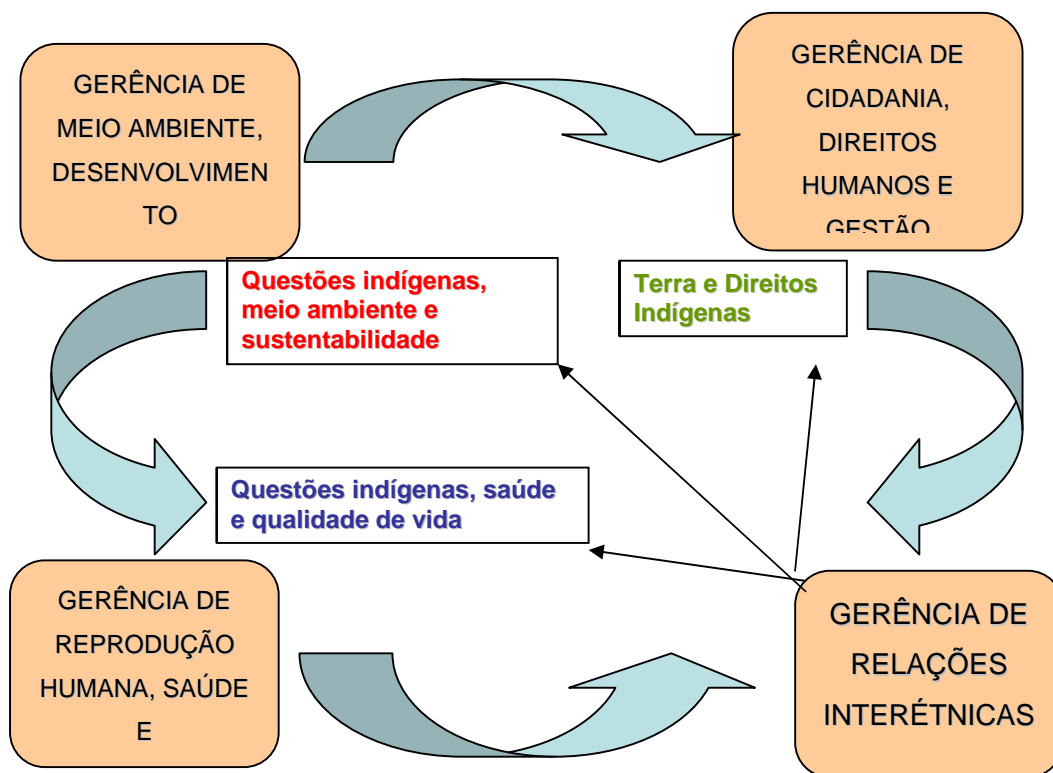 GERÊNCIA DE
MEIO AMBIENTE,
DESENVOLVIMEN
TO
GERÊNCIA DE
CIDADANIA,
DIREITOS
HUMANOS E
GESTÃO
Questões indígenas,
meio ambiente e
sustentabilidade
Terra e Direitos
Indígenas
Questões indígenas, saúde
e qualidade de vida
GERÊNCIA DE
REPRODUÇÃO
HUMANA, SAÚDE
E
GERÊNCIA DE
RELAÇÕES
INTERÉTNICAS